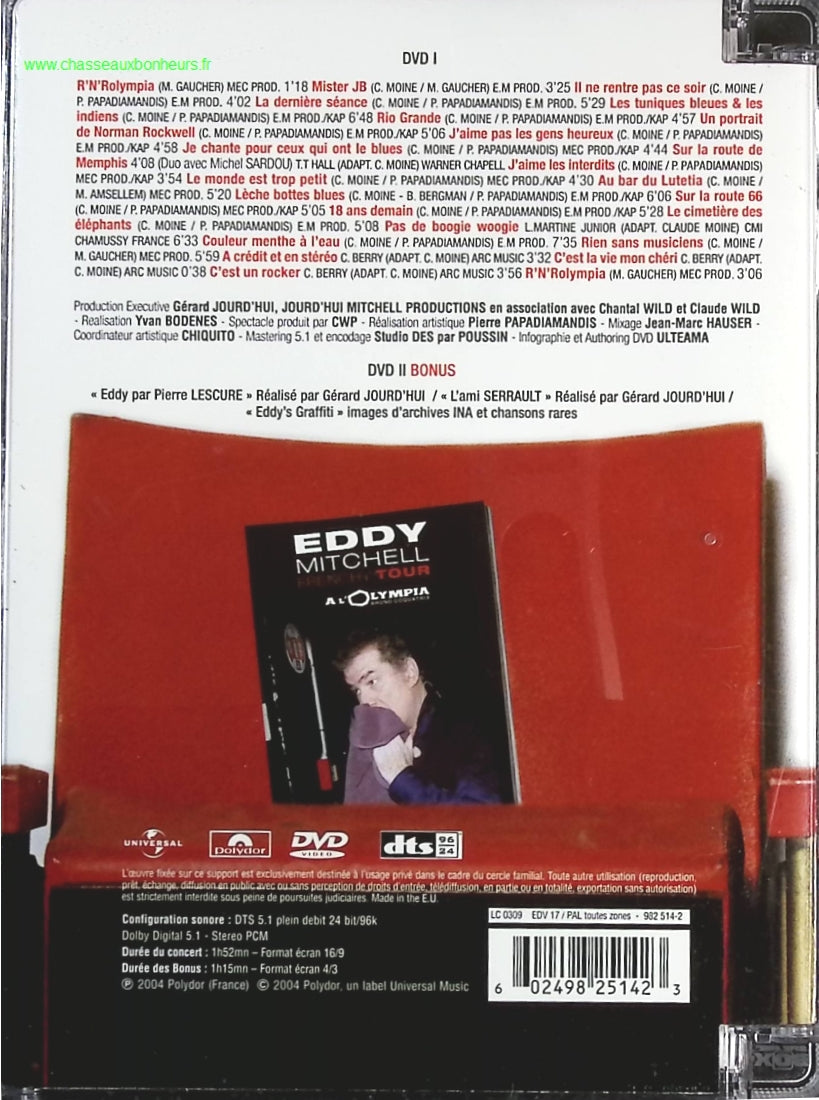 www.chasseauxbonheurs.fr
DVD I
R'N'Rolympia (M. GAUCHER) MEC PROD. 1'18 Mister JB (C. MOINE / M. GAUCHER) E.M PROD. 3'25 Il ne rentre pas ce soir (C. MOINE /
P. PAPADIAMANDIS) E.M PROD. 4'02 La dernière séance (C. MOINE / P. PAPADIAMANDIS) E.M PROD. 5'29 Les tuniques bleues & les
indiens (C. MOINE / P. PAPADIAMANDIS) E.M PROD./KAP 6'48 Rio Grande (C. MOINE / P. PAPADIAMANDIS) E.M PROD./KAP 4'57 Un portrait
de Norman Rockwell (C. MOINE / P. PAPADIAMANDIS) E.M PROD./KAP 5'06 J'aime pas les gens heureux (C. MOINE / P. PAPADIAMANDIS)
E.M PROD./KAP 4'58 Je chante pour ceux qui ont le blues (C. MOINE / P. PAPADIAMANDIS) MEC PROD./KAP 4'44 Sur la route de
Memphis 4'08 (Duo avec Michel SARDOU) T.T HALL (ADAPT. C. MOINE) WARNER CHAPELL J'aime les interdits (C. MOINE / P. PAPADIAMANDIS)
MEC PROD./KAP 3'54 Le monde est trop petit (C. MOINE / P. PAPADIAMANDIS) MEC PROD./KAP 4'30 Au bar du Lutetia (C. MOINE /
M. AMSELLEM) MEC PROD. 5'20 Lèche bottes blues (C. MOINE - B. BERGMAN / P. PAPADIAMANDIS) E.M PROD./KAP 6'06 Sur la route 66
(C. MOINE / P. PAPADIAMANDIS) MEC PROD./KAP 5'05 18 ans demain (C. MOINE / P. PAPADIAMANDIS) E.M PROD./KAP 5'28 Le cimetière des
éléphants (C. MOINE / P. PAPADIAMANDIS) E.M PROD. 5'08 Pas de boogie woogie L.MARTINE JUNIOR (ADAPT. CLAUDE MOINE) CMI
CHAMUSSY FRANCE 6'33 Couleur menthe à l'eau (C. MOINE / P. PAPADIAMANDIS) E.M PROD. 7'35 Rien sans musiciens (C. MOINE /
M. GAUCHER) MEC PROD. 5'59 A crédit et en stéréo C. BERRY (ADAPT. C. MOINE) ARC MUSIC 3'32 C'est la vie mon chéri C. BERRY (ADAPT.
C. MOINE) ARC MUSIC 0'38 C'est un rocker C. BERRY (ADAPT. C. MOINE) ARC MUSIC 3'56 R'N'Rolympia (M. GAUCHER) MEC PROD. 3'06
Production Executive Gérard JOURD'HUI, JOURD'HUI MITCHELL PRODUCTIONS en association avec Chantal WILD et Claude WILD
- Realisation Yvan BODENES - Spectacle produit par CWP - Réalisation artistique Pierre PAPADIAMANDIS - Mixage Jean-Marc HAUSER -
Coordinateur artistique CHIQUITO - Mastering 5.1 et encodage Studio DES par POUSSIN - Infographie et Authoring DVD ULTEAMA
DVD II BONUS
« Eddy par Pierre LESCURE » Réalisé par Gérard JOURD'HUI / « L'ami SERRAULT » Réalisé par Gérard JOURD'HUI /
« Eddy's Graffiti » images d'archives INA et chansons rares
EDDY
MITCHELL
FRENCHY TOUR
A L'OLYMPIA
BRUNO COQUATRIX
UNIVERSAL
Polydor
DVD
VIDEO
dts 96
24
L'œuvre fixée sur ce support est exclusivement destinée à l'usage privé dans le cadre du cercle familial. Toute autre utilisation (reproduction,
prêt, échange, diffusion en public avec ou sans perception de droits d'entrée, télédiffusion, en partie ou en totalité, exportation sans autorisation)
est strictement interdite sous peine de poursuites judiciaires. Made in the E.U.
Configuration sonore : DTS 5.1 plein debit 24 bit/96k
Dolby Digital 5.1 - Stereo PCM
Durée du concert : 1h52mn – Format écran 16/9
Durée des Bonus : 1h15mn – Format écran 4/3
℗ 2004 Polydor (France) © 2004 Polydor, un label Universal Music
LC 0309 EDV 17 / PAL toutes zones - 982 514-2
6 02498 25142 3